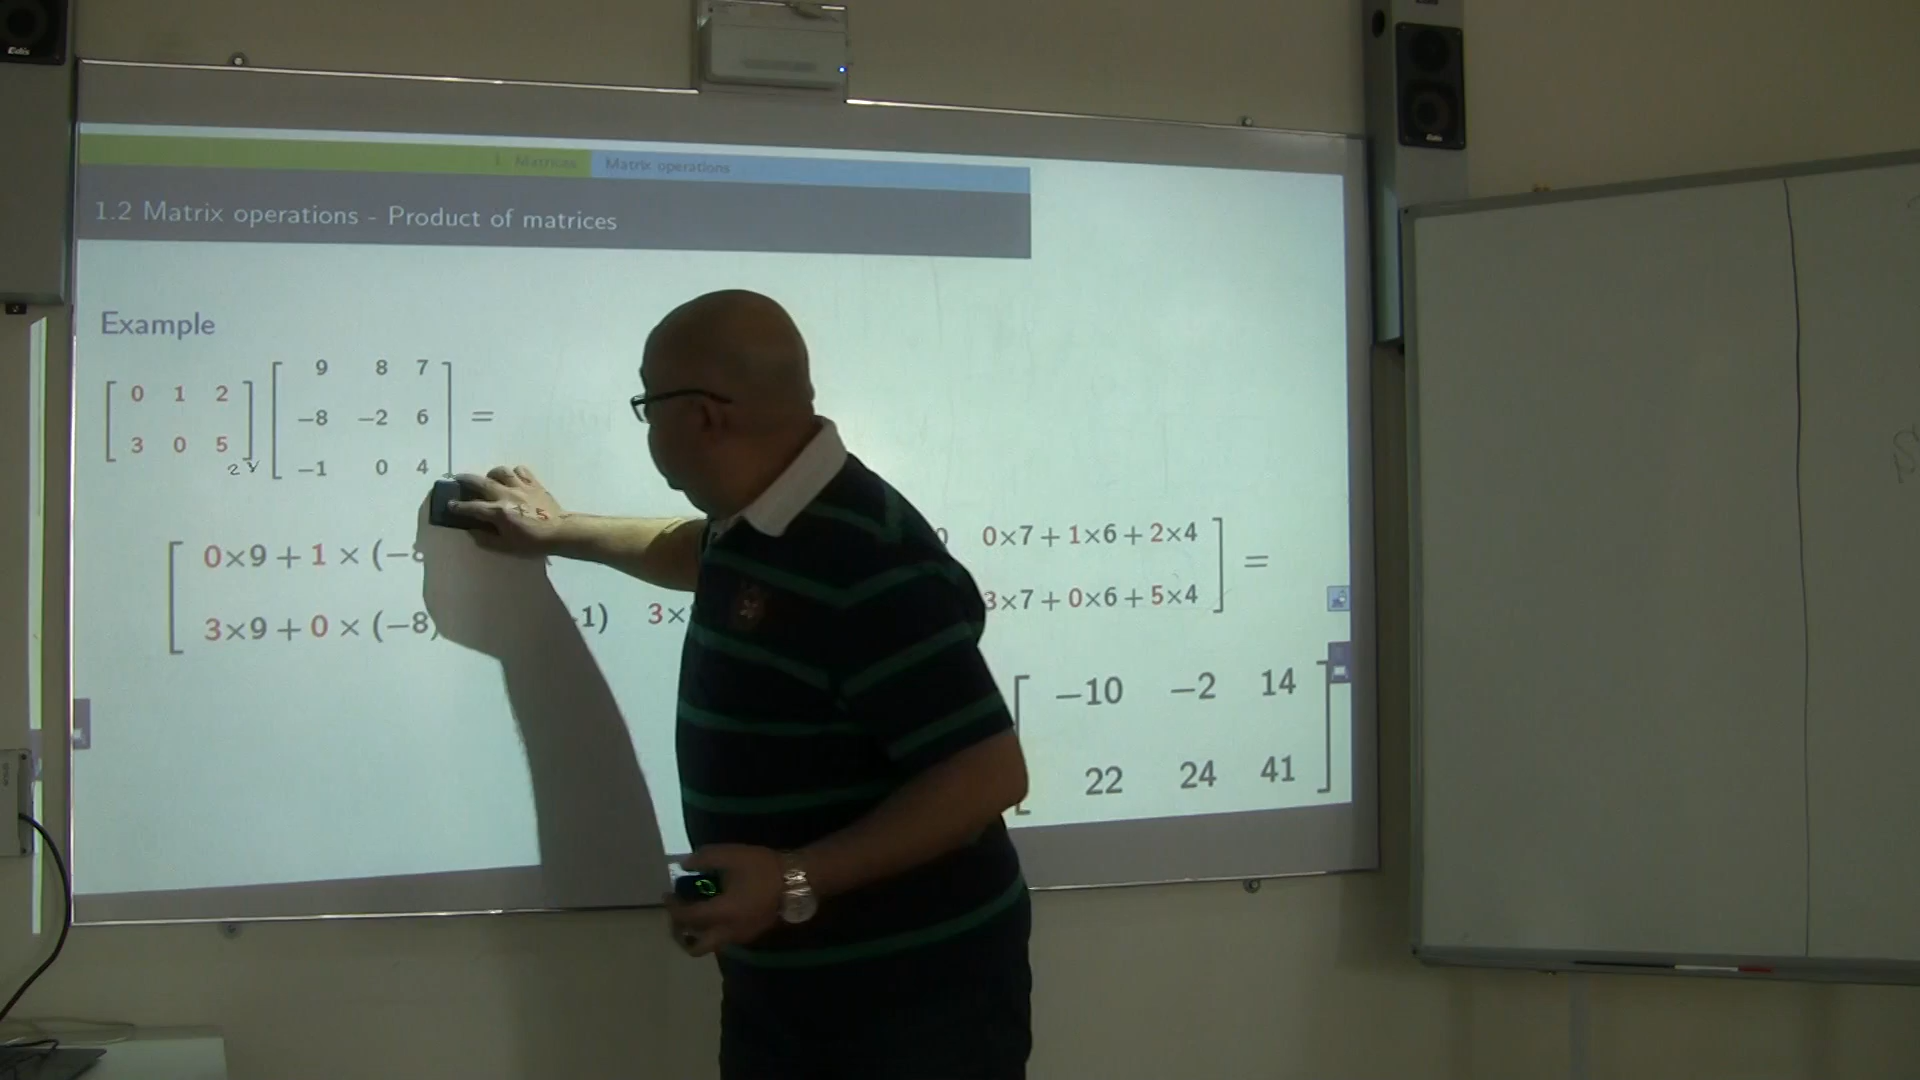 1. Matrices Matrix operations
1.2 Matrix operations - Product of matrices
Example
0 1 2
3 0 5
9 8 7
−8 −2 6
−1 0 4
=
0×9 + 1 × (−8
0×7 + 1×6 + 2×4
=
3×9 + 0 × (−8)
1)
3×
3×7 + 0×6 + 5×4
−10 −2 14
22 24 41
Edis
Edis